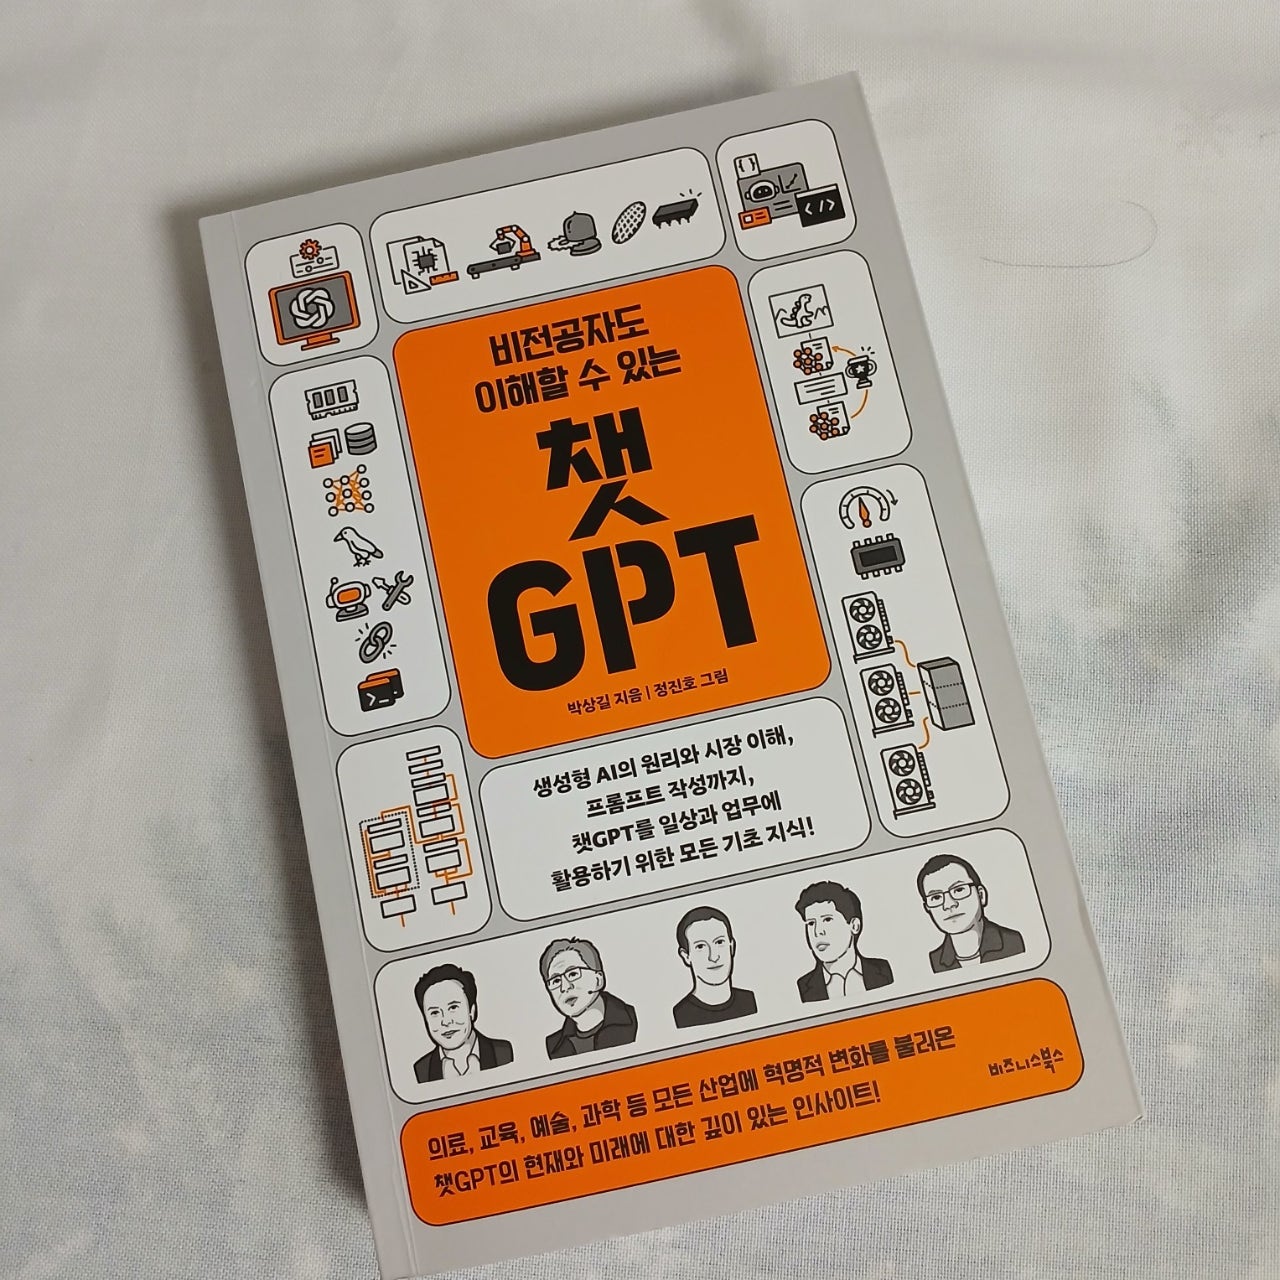 비전공자도
이해할 수 있는
챗
GPT
박상길 지음 | 정진호 그림
생성형 AI의 원리와 시장 이해,
프롬프트 작성까지,
챗GPT를 일상과 업무에
활용하기 위한 모든 기초 지식!
의료, 교육, 예술, 과학 등 모든 산업에 혁명적 변화를 불러온
챗GPT의 현재와 미래에 대한 깊이 있는 인사이트!
비즈니스북스